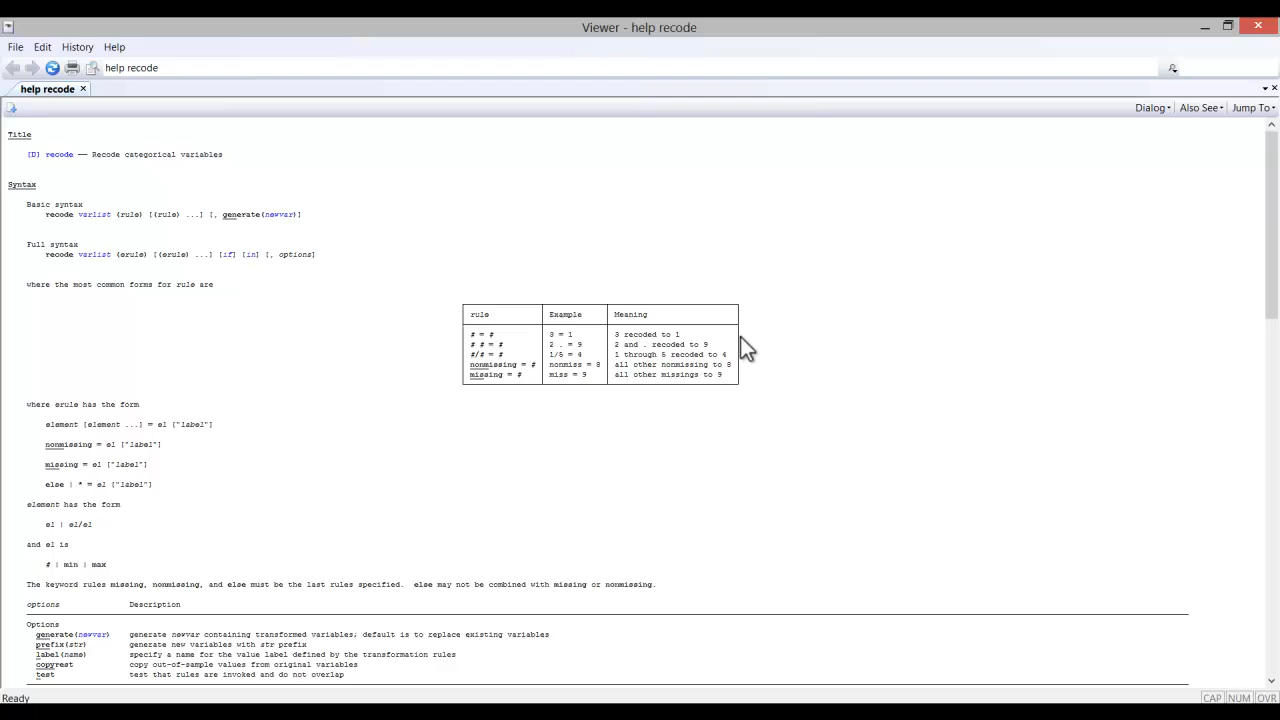 Viewer - help recode
File Edit History Help
help recode
help recode ×
Dialog Also See Jump To
Title
[D] recode — Recode categorical variables
Syntax
Basic syntax
recode varlist (rule) [(rule) ...] [, generate(newvar)]
Full syntax
recode varlist (erule) [(erule) ...] [if] [in] [, options]
where the most common forms for rule are
rule Example Meaning
# = # 3 = 1 3 recoded to 1
# # = # 2 . = 9 2 and . recoded to 9
#/# = # 1/5 = 4 1 through 5 recoded to 4
nonmissing = # nonmiss = 8 all other nonmissing to 8
missing = # miss = 9 all other missings to 9
where erule has the form
element [element ...] = el ["label"]
nonmissing = el ["label"]
missing = el ["label"]
else | * = el ["label"]
element has the form
el | el/el
and el is
# | min | max
The keyword rules missing, nonmissing, and else must be the last rules specified. else may not be combined with missing or nonmissing.
options Description
Options
generate(newvar) generate newvar containing transformed variables; default is to replace existing variables
prefix(str) generate new variables with str prefix
label(name) specify a name for the value label defined by the transformation rules
copyrest copy out-of-sample values from original variables
test test that rules are invoked and do not overlap
Ready CAP NUM OVR